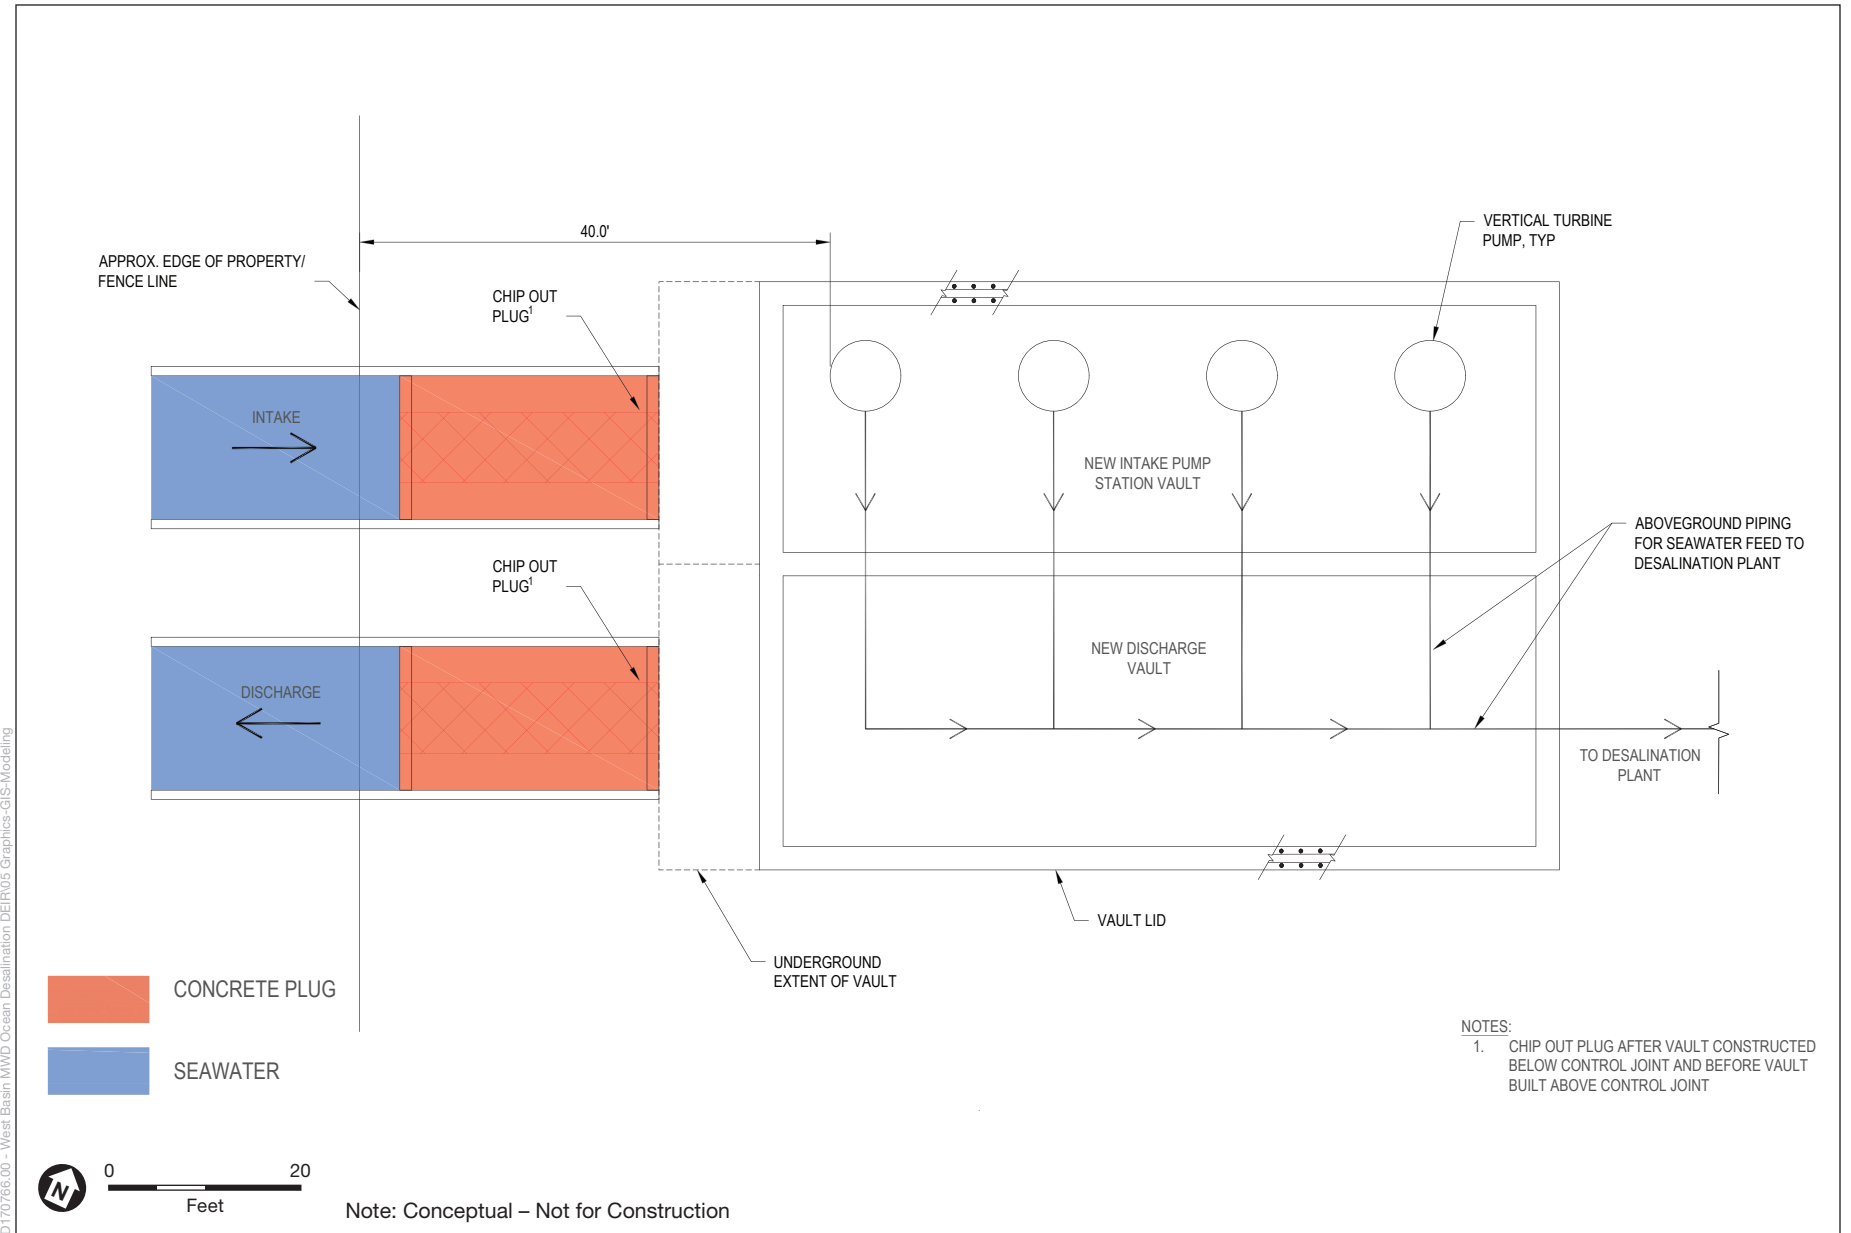 40.0'
VERTICAL TURBINE
PUMP, TYP
APPROX. EDGE OF PROPERTY/
FENCE LINE
CHIP OUT
PLUG1
INTAKE
NEW INTAKE PUMP
STATION VAULT
ABOVEGROUND PIPING
FOR SEAWATER FEED TO
DESALINATION PLANT
CHIP OUT
PLUG1
NEW DISCHARGE
VAULT
DISCHARGE
TO DESALINATION
PLANT
VAULT LID
UNDERGROUND
EXTENT OF VAULT
CONCRETE PLUG
SEAWATER
NOTES:
1. CHIP OUT PLUG AFTER VAULT CONSTRUCTED
BELOW CONTROL JOINT AND BEFORE VAULT
BUILT ABOVE CONTROL JOINT
N
0 20
Feet
Note: Conceptual – Not for Construction
D170766.00 - West Basin MWD Ocean Desalination DEIR\05 Graphics-GIS-Modeling